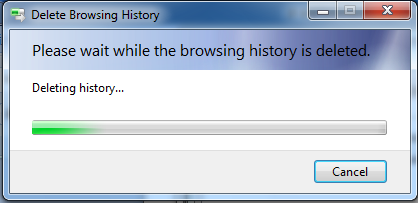 Delete Browsing History
Please wait while the browsing history is deleted.
Deleting history...
Cancel